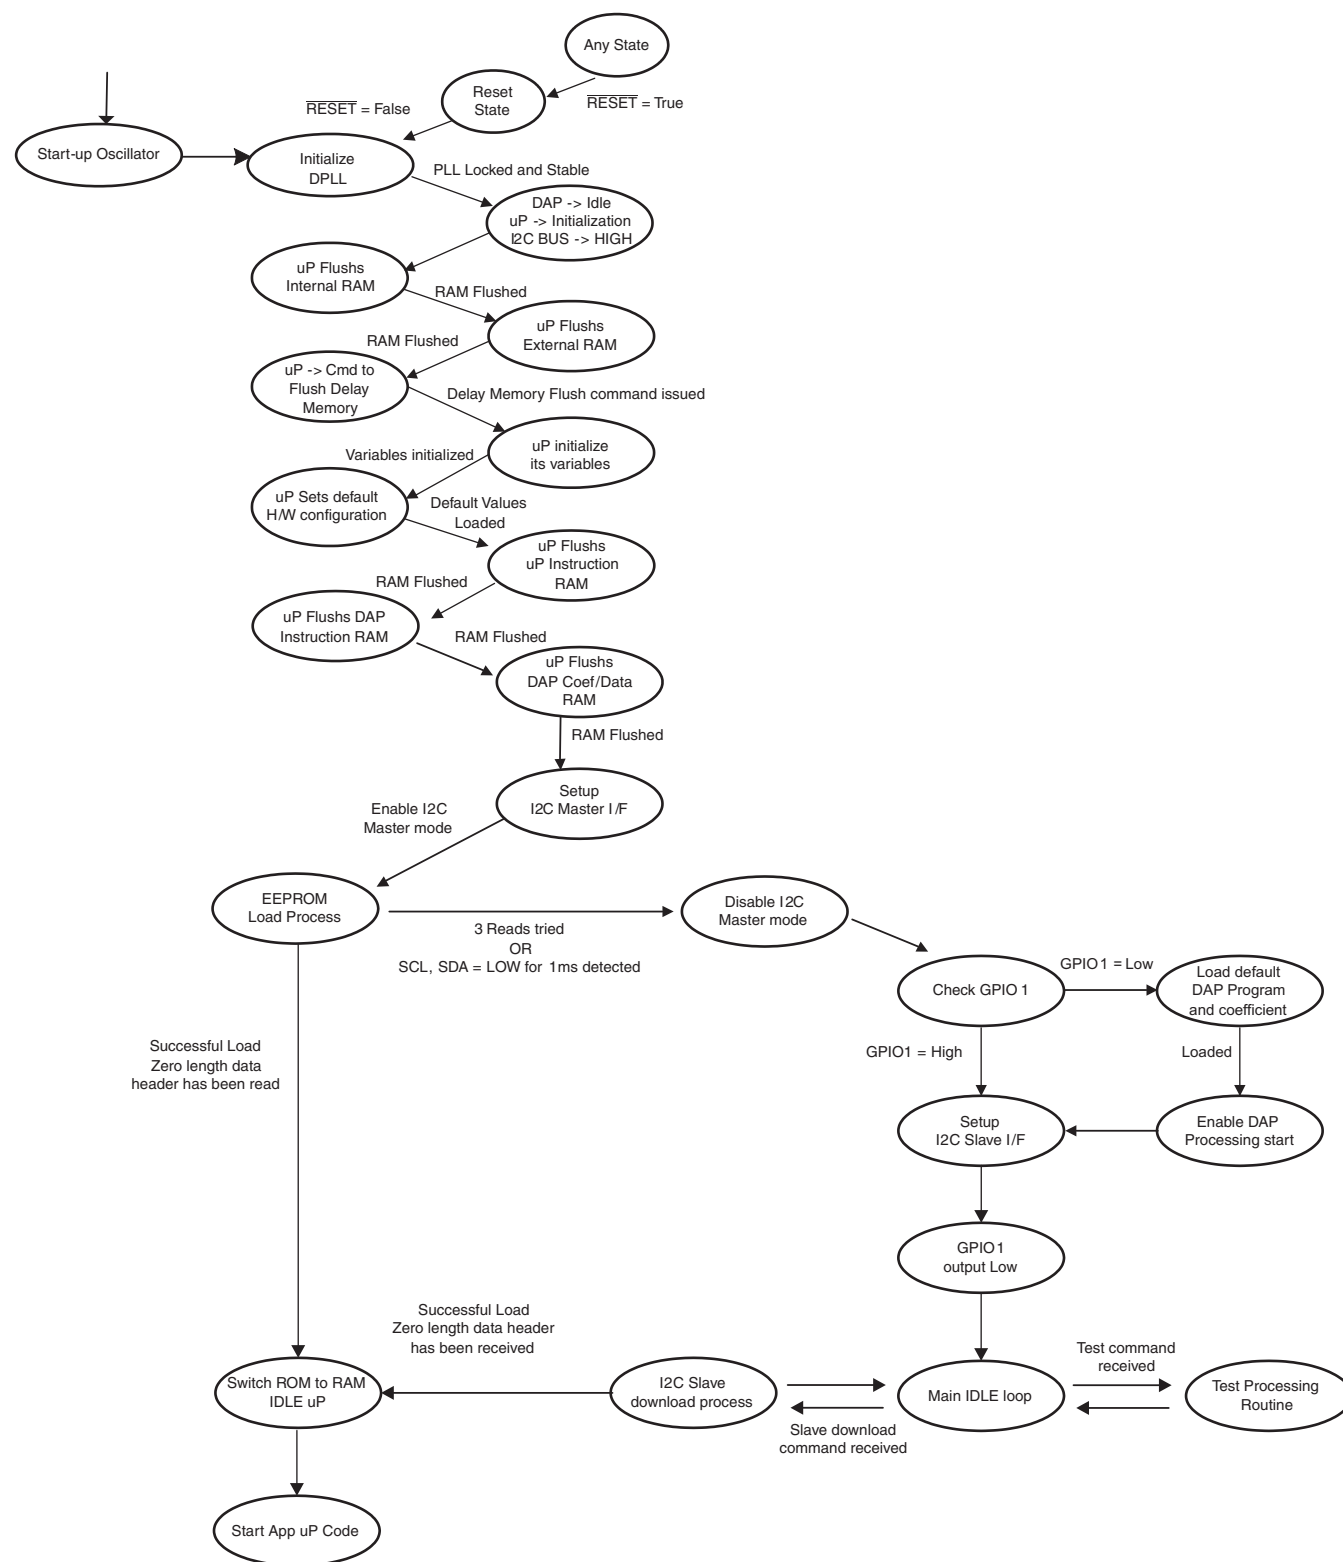 Any State
Reset
State
RESET = False
RESET = True
Start-up Oscillator
Initialize
DPLL
PLL Locked and Stable
DAP -> Idle
uP -> Initialization
I2C BUS -> HIGH
uP Flushs
Internal RAM
RAM Flushed
uP Flushs
External RAM
RAM Flushed
uP -> Cmd to
Flush Delay
Memory
Delay Memory Flush command issued
uP initialize
its variables
Variables initialized
uP Sets default
H/W configuration
Default Values
Loaded
uP Flushs
uP Instruction
RAM
RAM Flushed
uP Flushs DAP
Instruction RAM
RAM Flushed
uP Flushs
DAP Coef/Data
RAM
RAM Flushed
Setup
I2C Master I/F
Enable I2C
Master mode
EEPROM
Load Process
3 Reads tried
OR
SCL, SDA = LOW for 1ms detected
Disable I2C
Master mode
Check GPIO1
GPIO1 = Low
Load default
DAP Program
and coefficient
GPIO1 = High
Loaded
Successful Load
Zero length data
header has been read
Setup
I2C Slave I/F
Enable DAP
Processing start
GPIO1
output Low
Successful Load
Zero length data header
has been received
Switch ROM to RAM
IDLE uP
I2C Slave
download process
Slave download
command received
Main IDLE loop
Test command
received
Test Processing
Routine
Start App uP Code